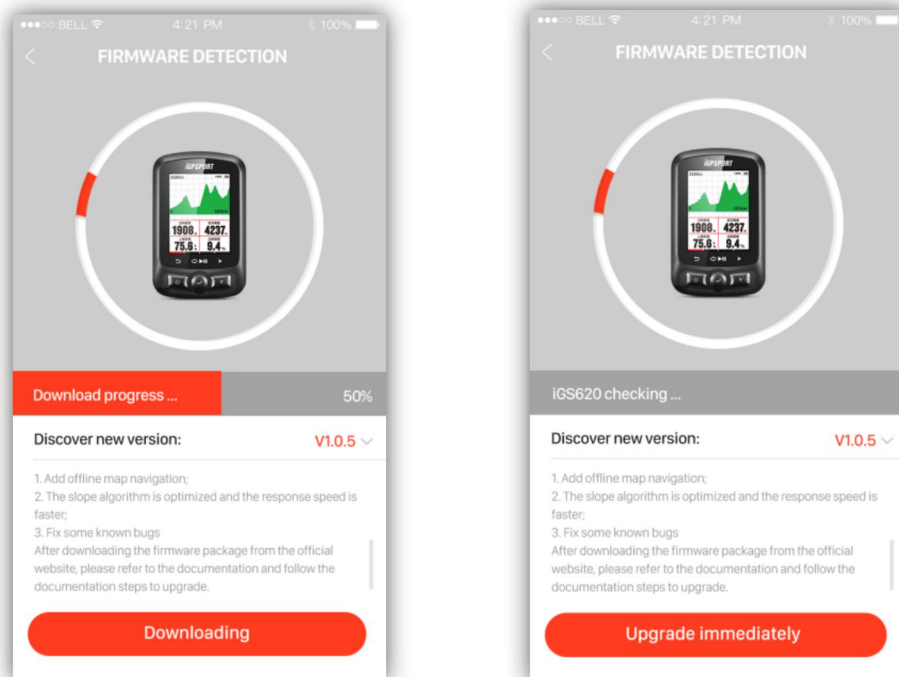 BELL 4:21 PM 100%
FIRMWARE DETECTION
iGPSPORT
1908 4237
75.6 9.4
Download progress ... 50%
Discover new version: V1.0.5
1. Add offline map navigation;
2. The slope algorithm is optimized and the response speed is
faster;
3. Fix some known bugs
After downloading the firmware package from the official
website, please refer to the documentation and follow the
documentation steps to upgrade.
Downloading
BELL 4:21 PM 100%
FIRMWARE DETECTION
iGPSPORT
1908 4237
75.6 9.4
iGS620 checking ...
Discover new version: V1.0.5
1. Add offline map navigation;
2. The slope algorithm is optimized and the response speed is
faster;
3. Fix some known bugs
After downloading the firmware package from the official
website, please refer to the documentation and follow the
documentation steps to upgrade.
Upgrade immediately